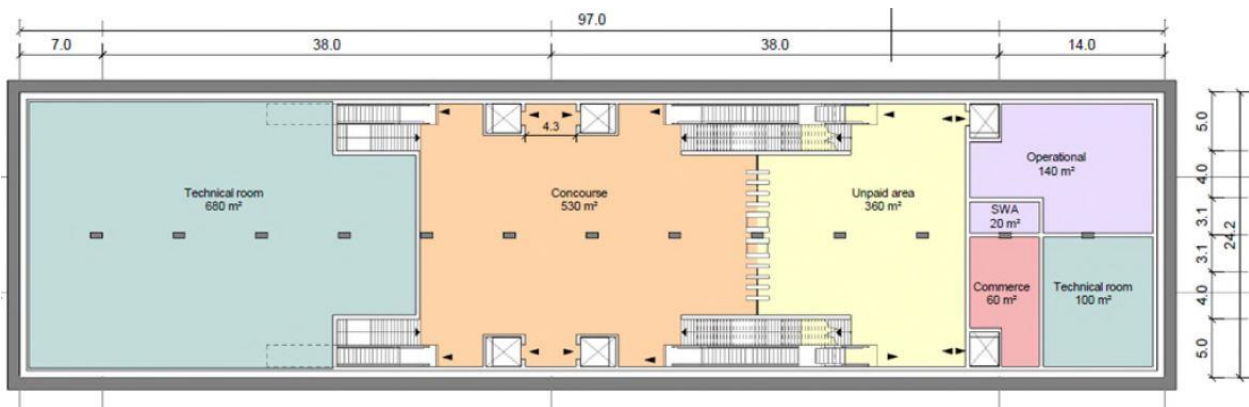 97.0
7.0
38.0
38.0
14.0
4.3
Technical room
680 m²
Concourse
530 m²
Unpaid area
360 m²
Operational
140 m²
SWA
20 m²
Commerce
60 m²
Technical room
100 m²
5.0
4.0
3.1
3.1
4.0
5.0
24.2